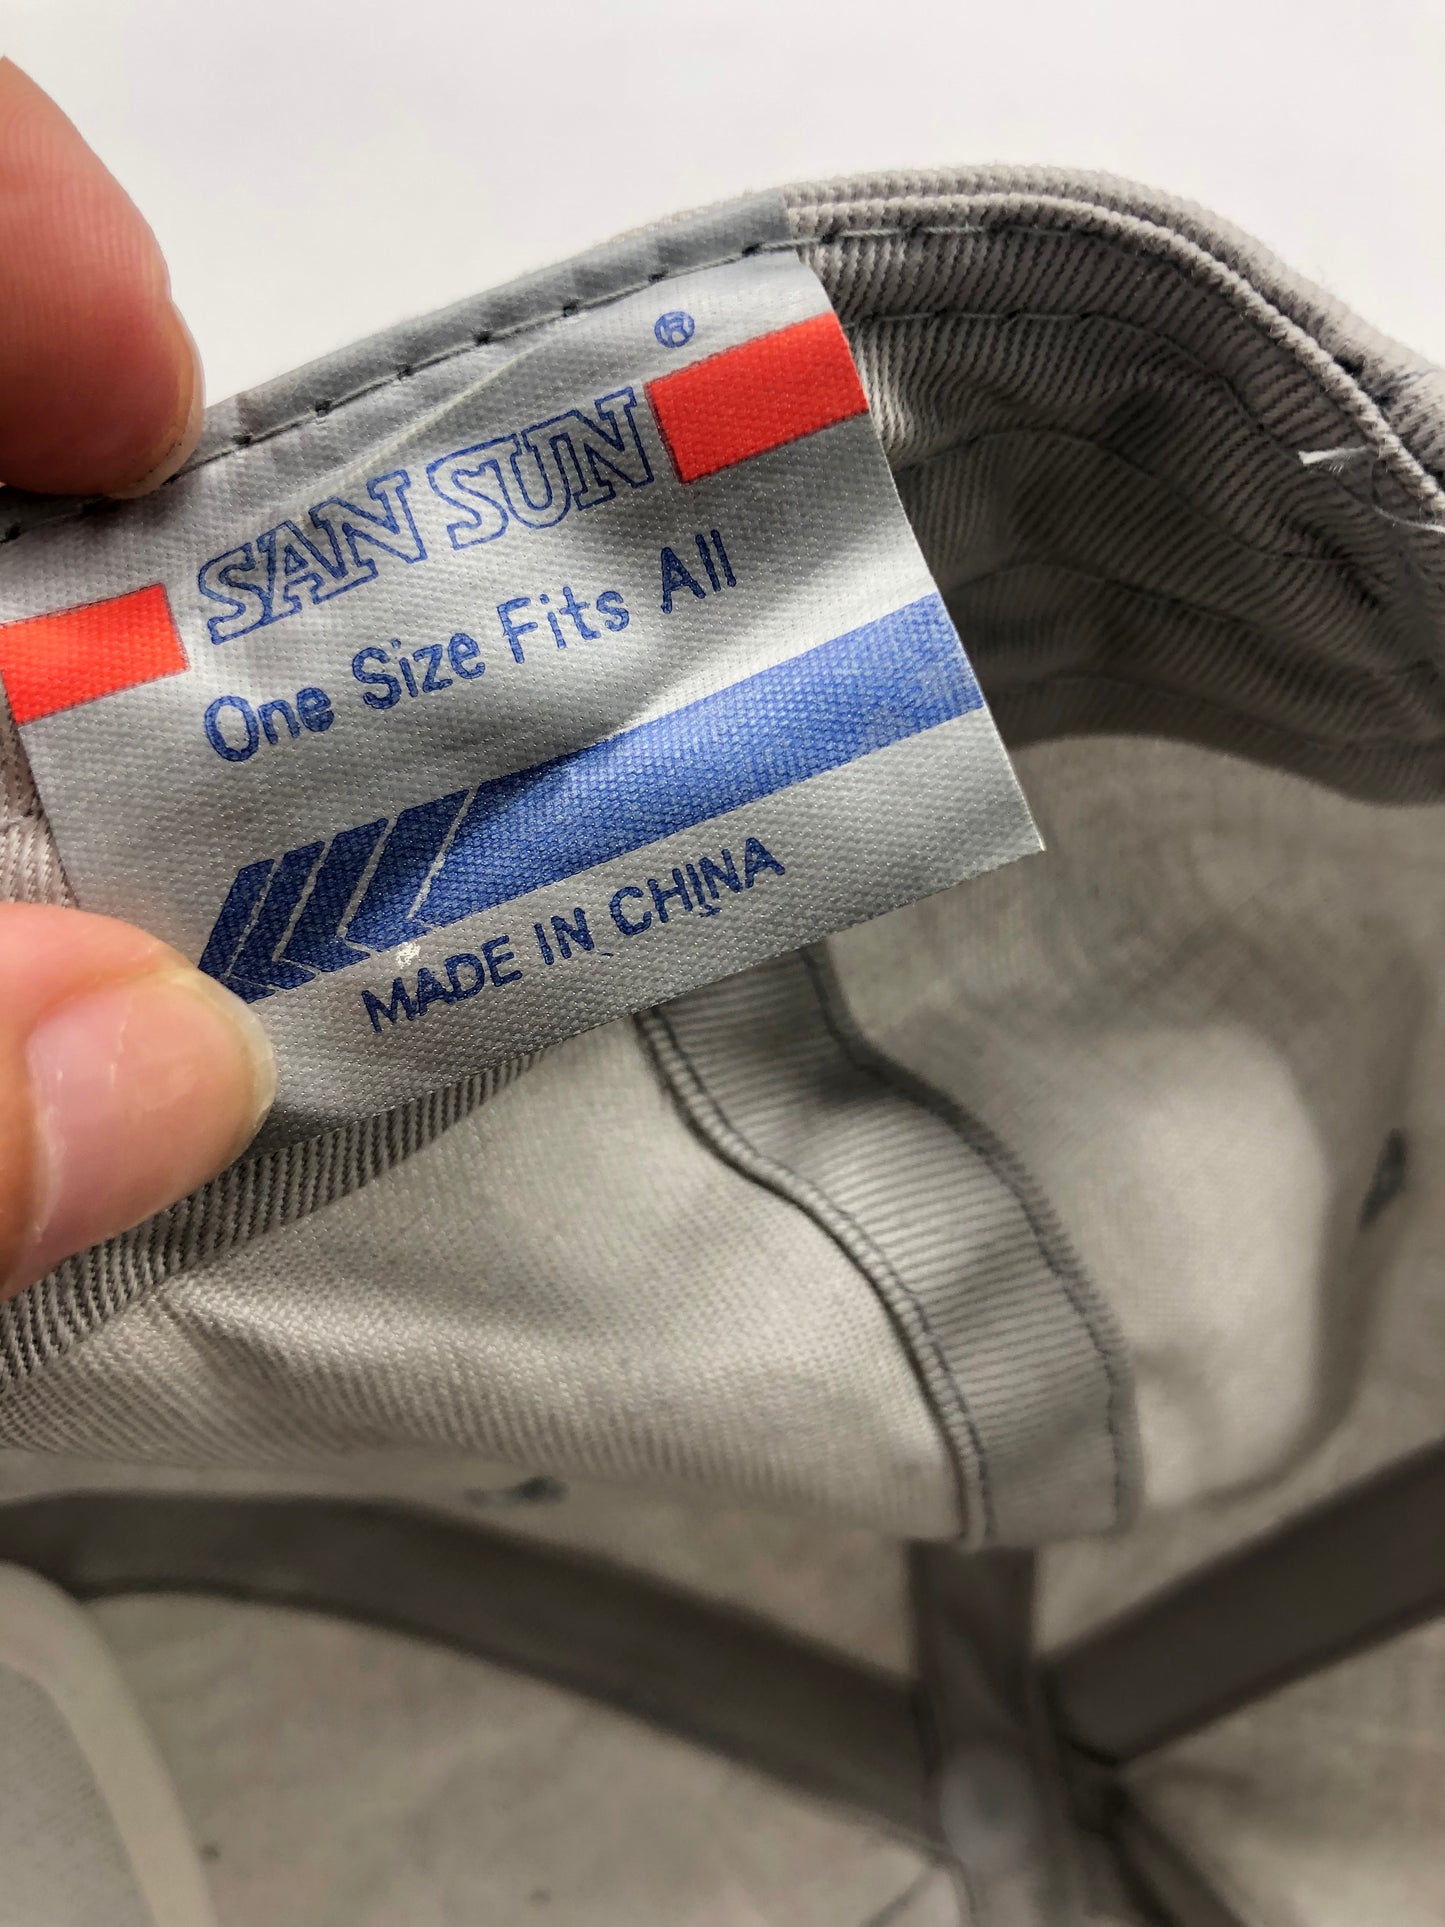 ®
SAN SUN
One Size Fits All
MADE IN CHINA